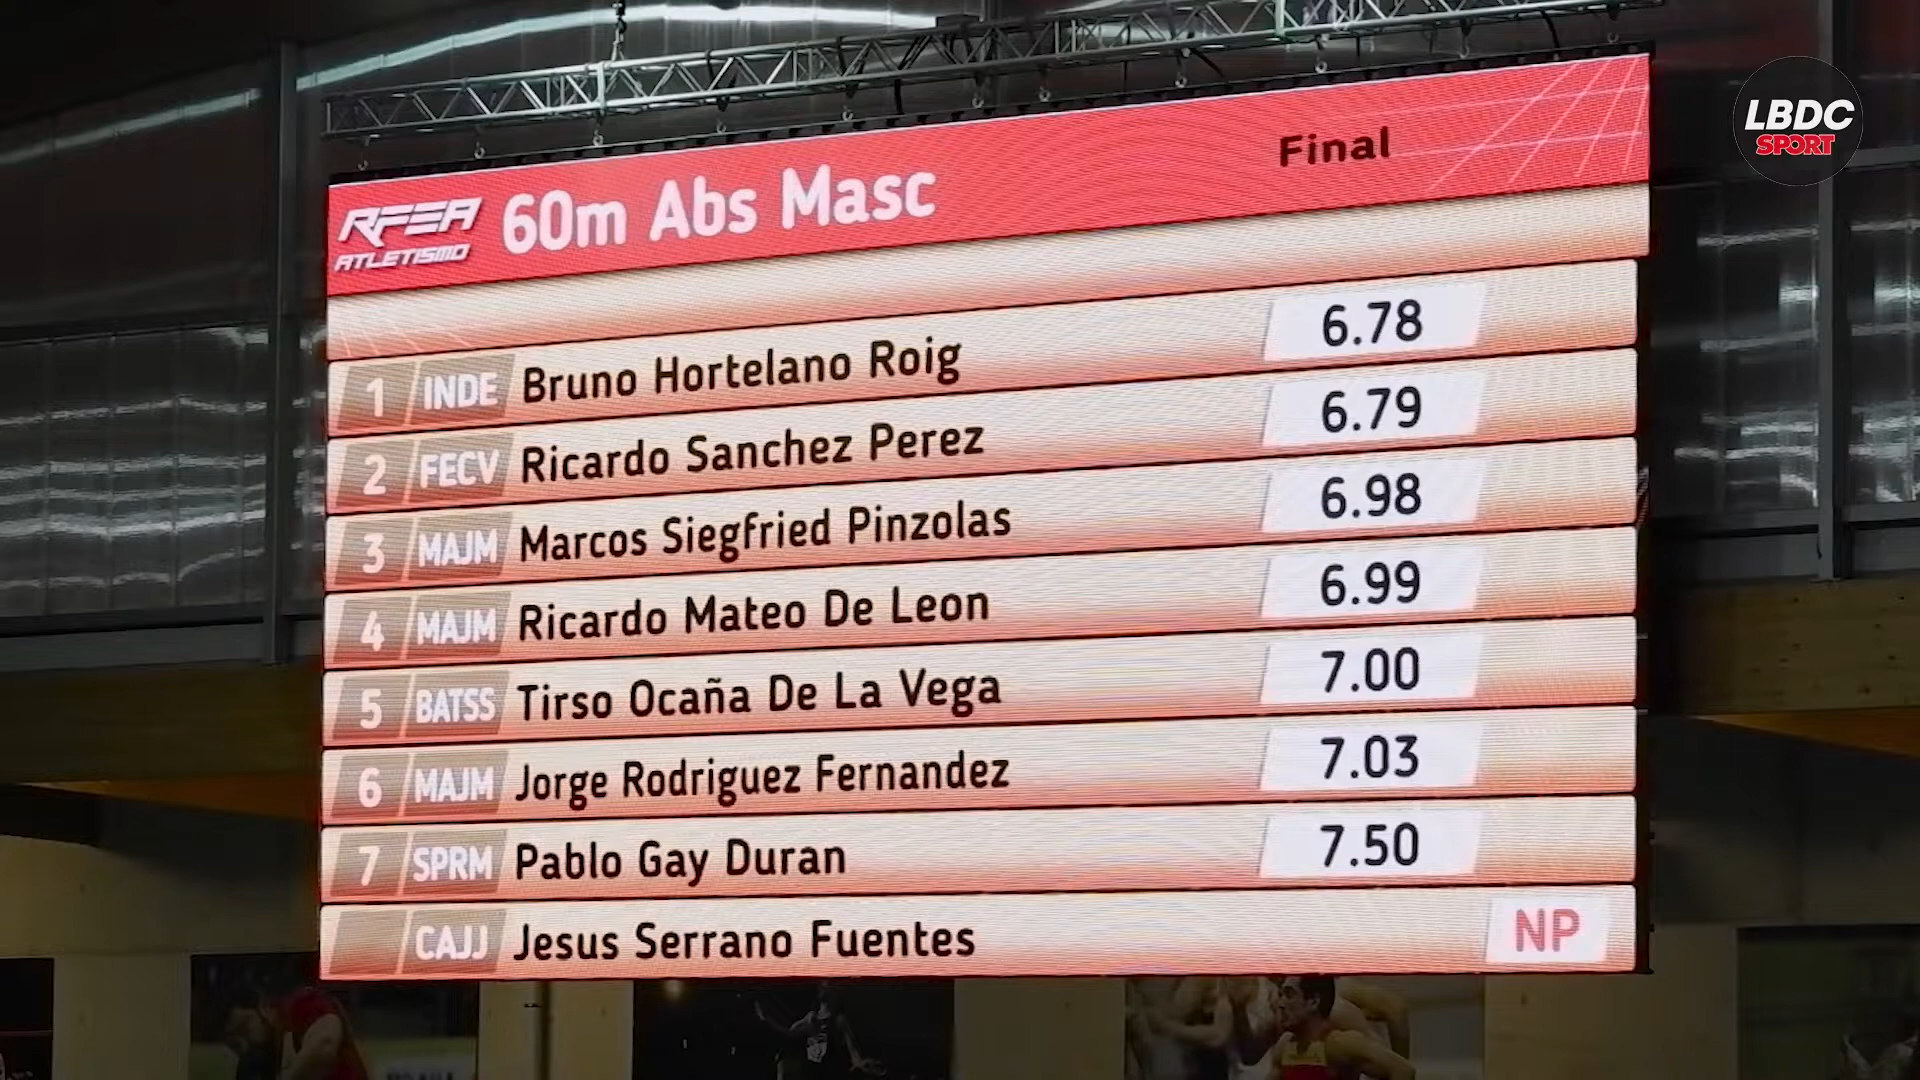 LBDC
SPORT
RFEA
ATLETISMO
60m Abs Masc
Final
1 INDE Bruno Hortelano Roig 6.78
2 FECV Ricardo Sanchez Perez 6.79
3 MAJM Marcos Siegfried Pinzolas 6.98
4 MAJM Ricardo Mateo De Leon 6.99
5 BATSS Tirso Ocaña De La Vega 7.00
6 MAJM Jorge Rodriguez Fernandez 7.03
7 SPRM Pablo Gay Duran 7.50
CAJJ Jesus Serrano Fuentes NP